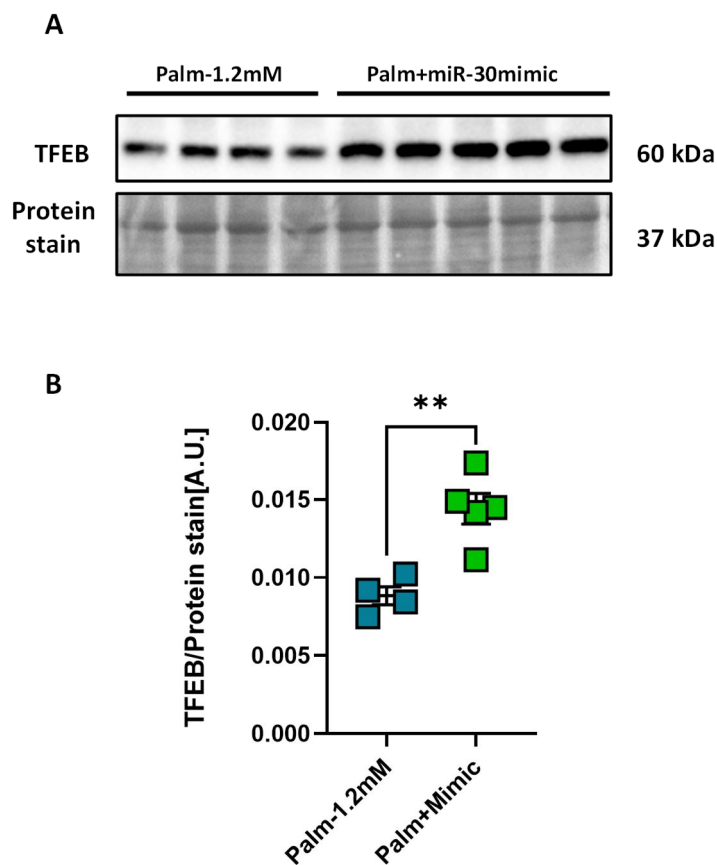 A
Palm-1.2mM
Palm+miR-30mimic
TFEB
60 kDa
Protein
stain
37 kDa
B
**
TFEB/Protein stain[A.U.]
0.020
0.015
0.010
0.005
0.000
Palm-1.2mM
Palm+Mimic